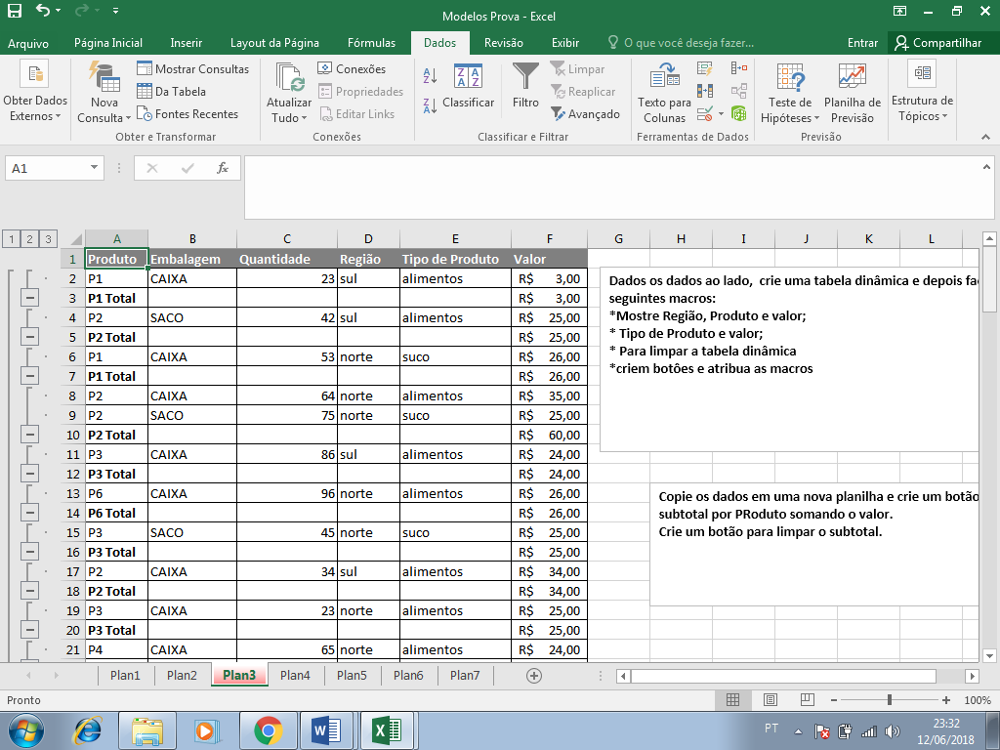 Modelos Prova - Excel
Arquivo Página Inicial Inserir Layout da Página Fórmulas Dados Revisão Exibir O que você deseja fazer... Entrar Compartilhar
Obter Dados Externos
Nova Consulta
Mostrar Consultas
Da Tabela
Fontes Recentes
Obter e Transformar
Atualizar Tudo
Conexões
Propriedades
Editar Links
Conexões
Classificar
Filtro
Limpar
Reaplicar
Avançado
Classificar e Filtrar
Texto para Colunas
Ferramentas de Dados
Teste de Hipóteses
Planilha de Previsão
Previsão
Estrutura de Tópicos
A1 fx
1 2 3 A B C D E F G H I J K L
1 Produto Embalagem Quantidade Região Tipo de Produto Valor
2 P1 CAIXA 23 sul alimentos R$ 3,00
3 P1 Total R$ 3,00
4 P2 SACO 42 sul alimentos R$ 25,00
5 P2 Total R$ 25,00
6 P1 CAIXA 53 norte suco R$ 26,00
7 P1 Total R$ 26,00
8 P2 CAIXA 64 norte alimentos R$ 35,00
9 P2 SACO 75 norte suco R$ 25,00
10 P2 Total R$ 60,00
11 P3 CAIXA 86 sul alimentos R$ 24,00
12 P3 Total R$ 24,00
13 P6 CAIXA 96 norte alimentos R$ 26,00
14 P6 Total R$ 26,00
15 P3 SACO 45 norte suco R$ 25,00
16 P3 Total R$ 25,00
17 P2 CAIXA 34 sul alimentos R$ 34,00
18 P2 Total R$ 34,00
19 P3 CAIXA 23 norte alimentos R$ 25,00
20 P3 Total R$ 25,00
21 P4 CAIXA 65 norte alimentos R$ 24,00
Dados os dados ao lado, crie uma tabela dinâmica e depois
seguintes macros:
*Mostre Região, Produto e valor;
* Tipo de Produto e valor;
* Para limpar a tabela dinâmica
*criem botôes e atribua as macros
Copie os dados em uma nova planilha e crie um botão
subtotal por PRoduto somando o valor.
Crie um botão para limpar o subtotal.
Plan1 Plan2 Plan3 Plan4 Plan5 Plan6 Plan7
Pronto 100%
PT 23:32
12/06/2018